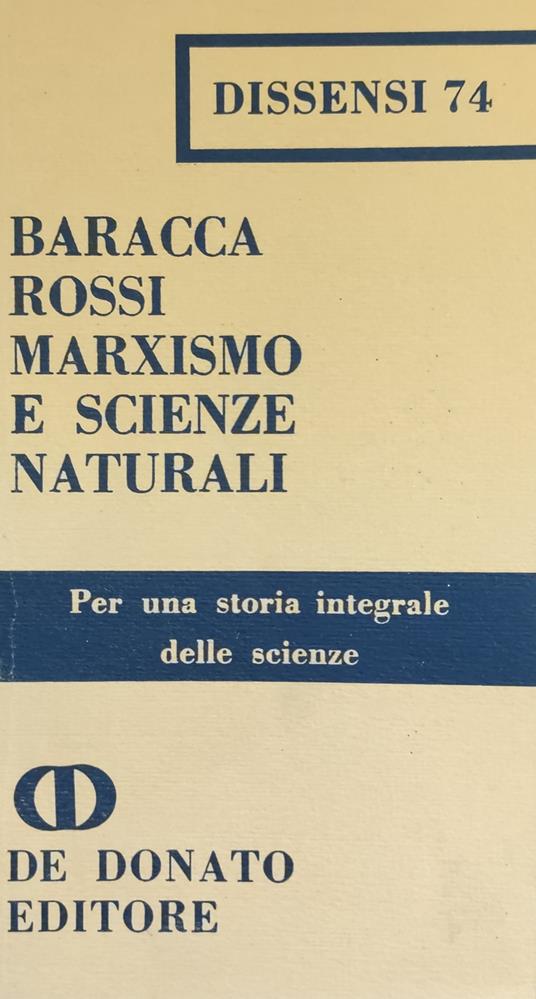 DISSENSI 74
BARACCA
ROSSI
MARXISMO
E SCIENZE
NATURALI
Per una storia integrale
delle scienze
DE DONATO
EDITORE